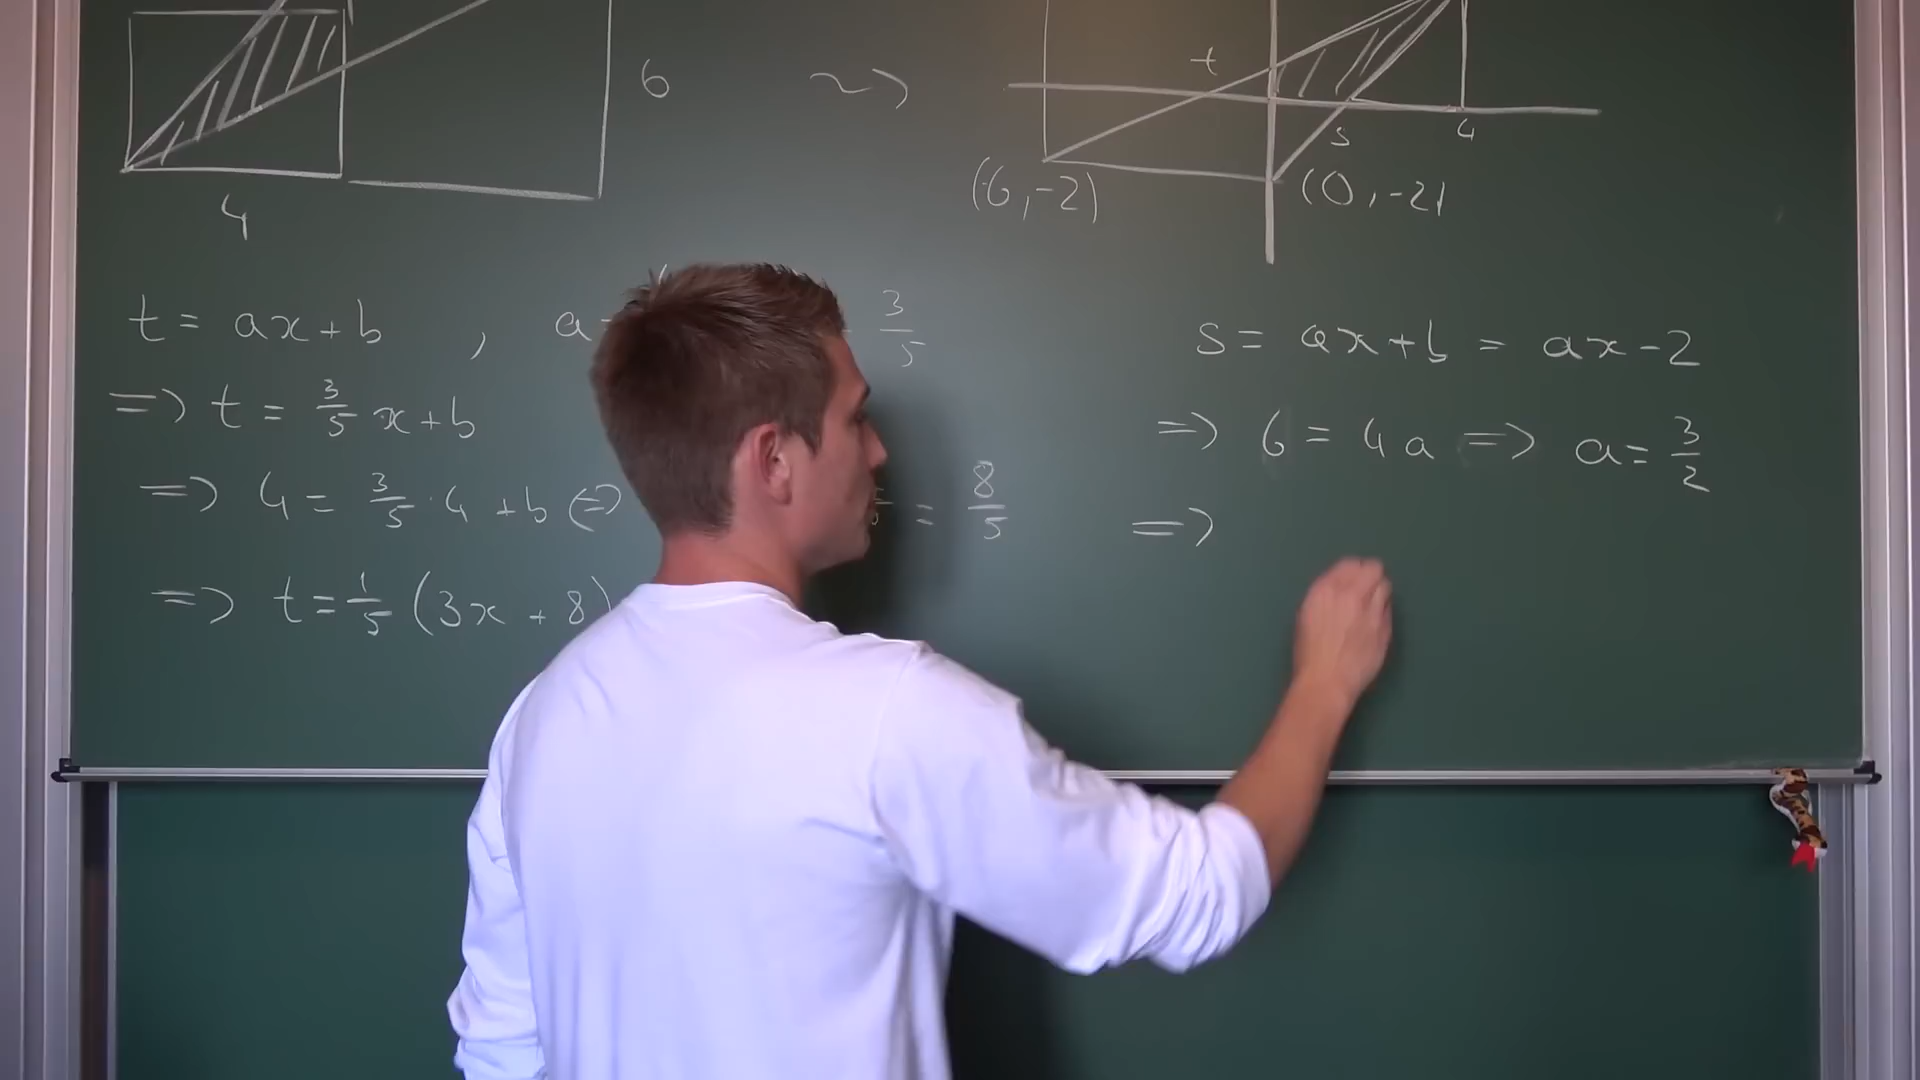 6
t
s
4
4
(-6,-2)
(0,-2)
t = ax+b , a = 3/5
=> t = 3/5 x+b
=> 4 = 3/5 · 4 + b <=> = 8/5
=> t = 1/5 (3x + 8)
s = ax+b = ax-2
=> 6 = 4a => a = 3/2
=>